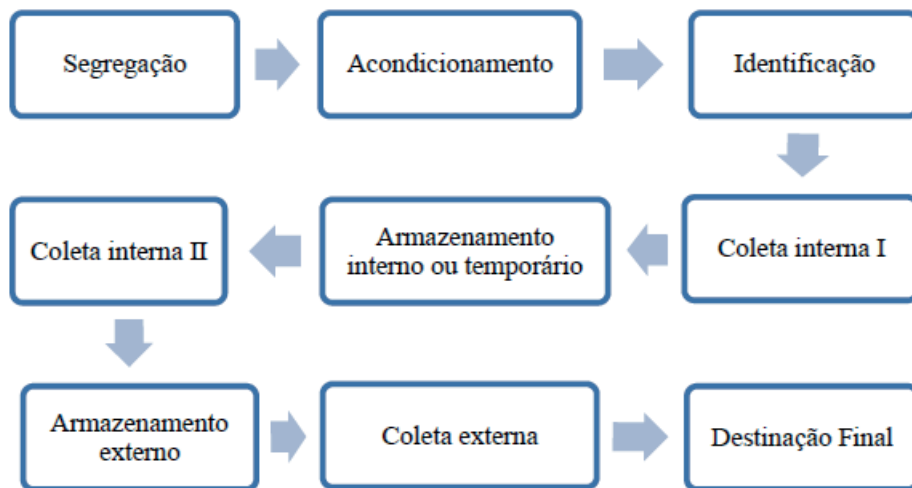 Segregação
Acondicionamento
Identificação
Coleta interna I
Armazenamento
interno ou temporário
Coleta interna II
Armazenamento
externo
Coleta externa
Destinação Final